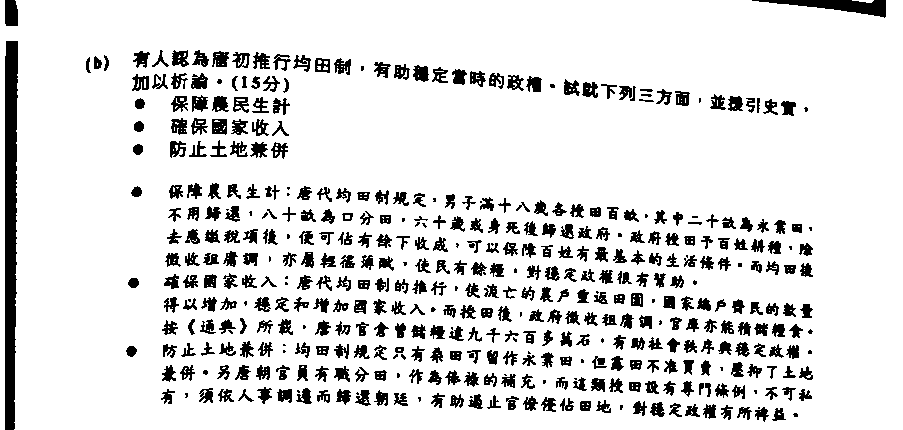 (b) 有人認為唐初推行均田制，有助穩定當時的政權。試就下列三方面，並援引史實，
加以析論。(15分)
● 保障農民生計
● 確保國家收入
● 防止土地兼併
● 保障農民生計：唐代均田制規定，男子滿十八歲各授田百畝，其中二十畝為永業田，
不用歸還，八十畝為口分田，六十歲或身死後歸還政府。政府授田予百姓耕種，除
去應繳稅項後，便可佔有餘下收成，可以保障百姓有最基本的生活條件。而均田後
徵收租庸調，亦屬輕徭薄賦，使民有餘糧，對穩定政權很有幫助。
● 確保國家收入：唐代均田制的推行，使流亡的農戶重返田園，國家編戶齊民的數量
得以增加，穩定和增加國家收入。而授田後，政府徵收租庸調，官庫亦能積儲糧食。
按《通典》所載，唐初官倉曾儲糧達九千六百多萬石，有助社會秩序與穩定政權。
● 防止土地兼併：均田制規定只有桑田可留作永業田，但露田不准買賣，壓抑了土地
兼併。另唐朝官員有職分田，作為俸祿的補充，而這類授田設有專門條例，不可私
有，須依人事調遷而歸還朝廷，有助遏止官僚侵佔田地，對穩定政權有所裨益。